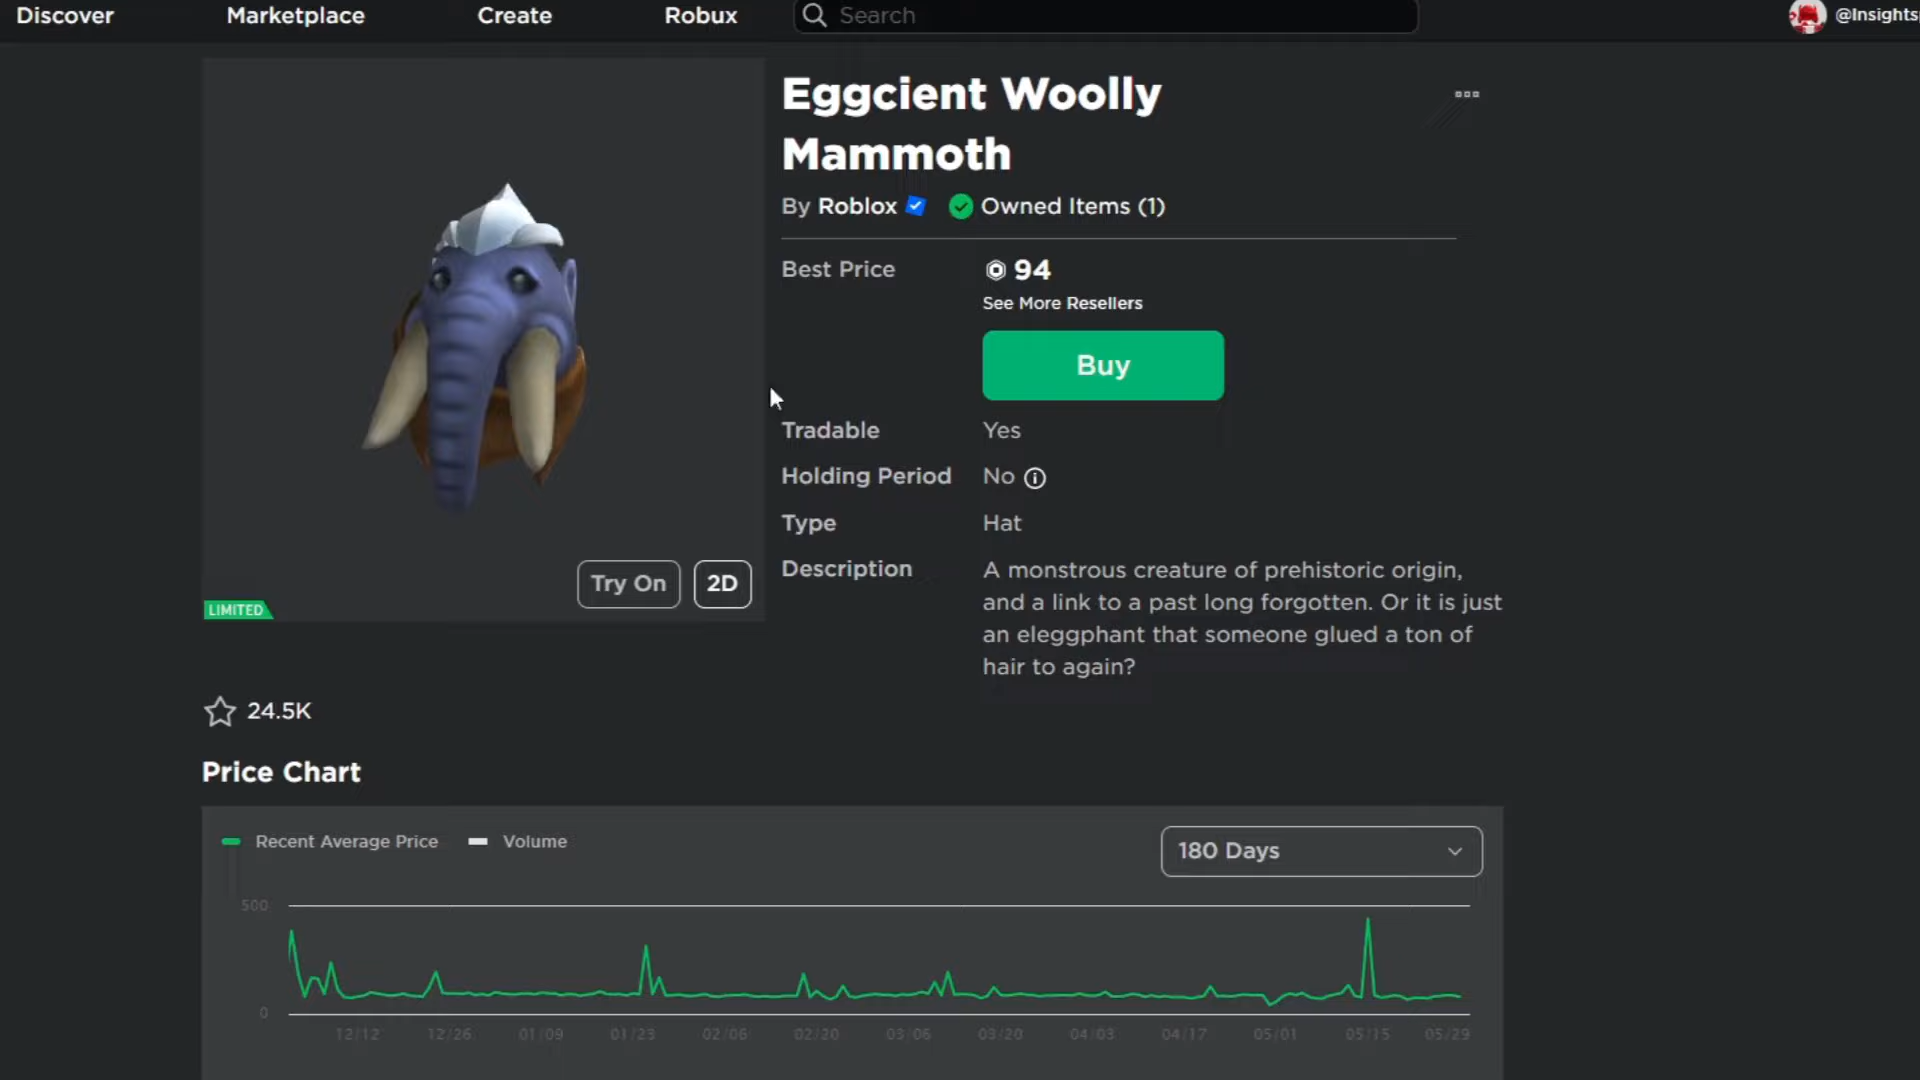 Discover Marketplace Create Robux Search @Insights
Eggcient Woolly
Mammoth
By Roblox Owned Items (1)
Best Price 94
See More Resellers
Buy
Tradable Yes
Holding Period No
Type Hat
Description A monstrous creature of prehistoric origin,
and a link to a past long forgotten. Or it is just
an eleggphant that someone glued a ton of
hair to again?
Try On 2D
LIMITED
24.5K
Price Chart
Recent Average Price Volume
180 Days
500
0
12/12 12/26 01/09 01/23 02/06 02/20 03/06 03/20 04/03 04/17 05/01 05/15 05/29